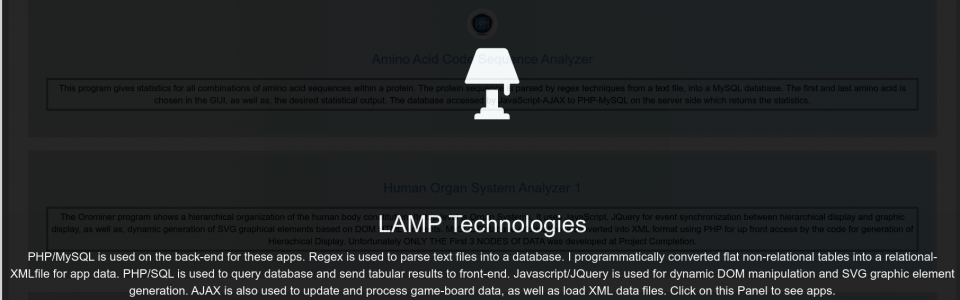 Amino Acid Code Sequence Analyzer
This program gives statistics for all combinations of amino acid sequences within a protein. The protein is parsed by regex techniques from a text file, into a MySQL database. The first and last amino acid is
chosen in the GUI, as well as, the desired statistical output. The database accessed JavaScript-AJAX to PHP-MySQL on the server side which returns the statistics.
Human Organ System Analyzer 1
The program shows a hierarchical organization of the human body JQuery for event synchronization between hierarchical display and graphic
display, as well as, dynamic generation of SVG graphical elements based on DOM into XML format using PHP for up front access by the code for generation of
LAMP Technologies
Hierachical Display. Unfortunately ONLY THE First 3 NODES Of DATA was developed at Project Completion.
PHP/MySQL is used on the back-end for these apps. Regex is used to parse text files into a database. I programmatically converted flat non-relational tables into a relational-
XMLfile for app data. PHP/SQL is used to query database and send tabular results to front-end. Javascript/JQuery is used for dynamic DOM manipulation and SVG graphic element
generation. AJAX is also used to update and process game-board data, as well as load XML data files. Click on this Panel to see apps.